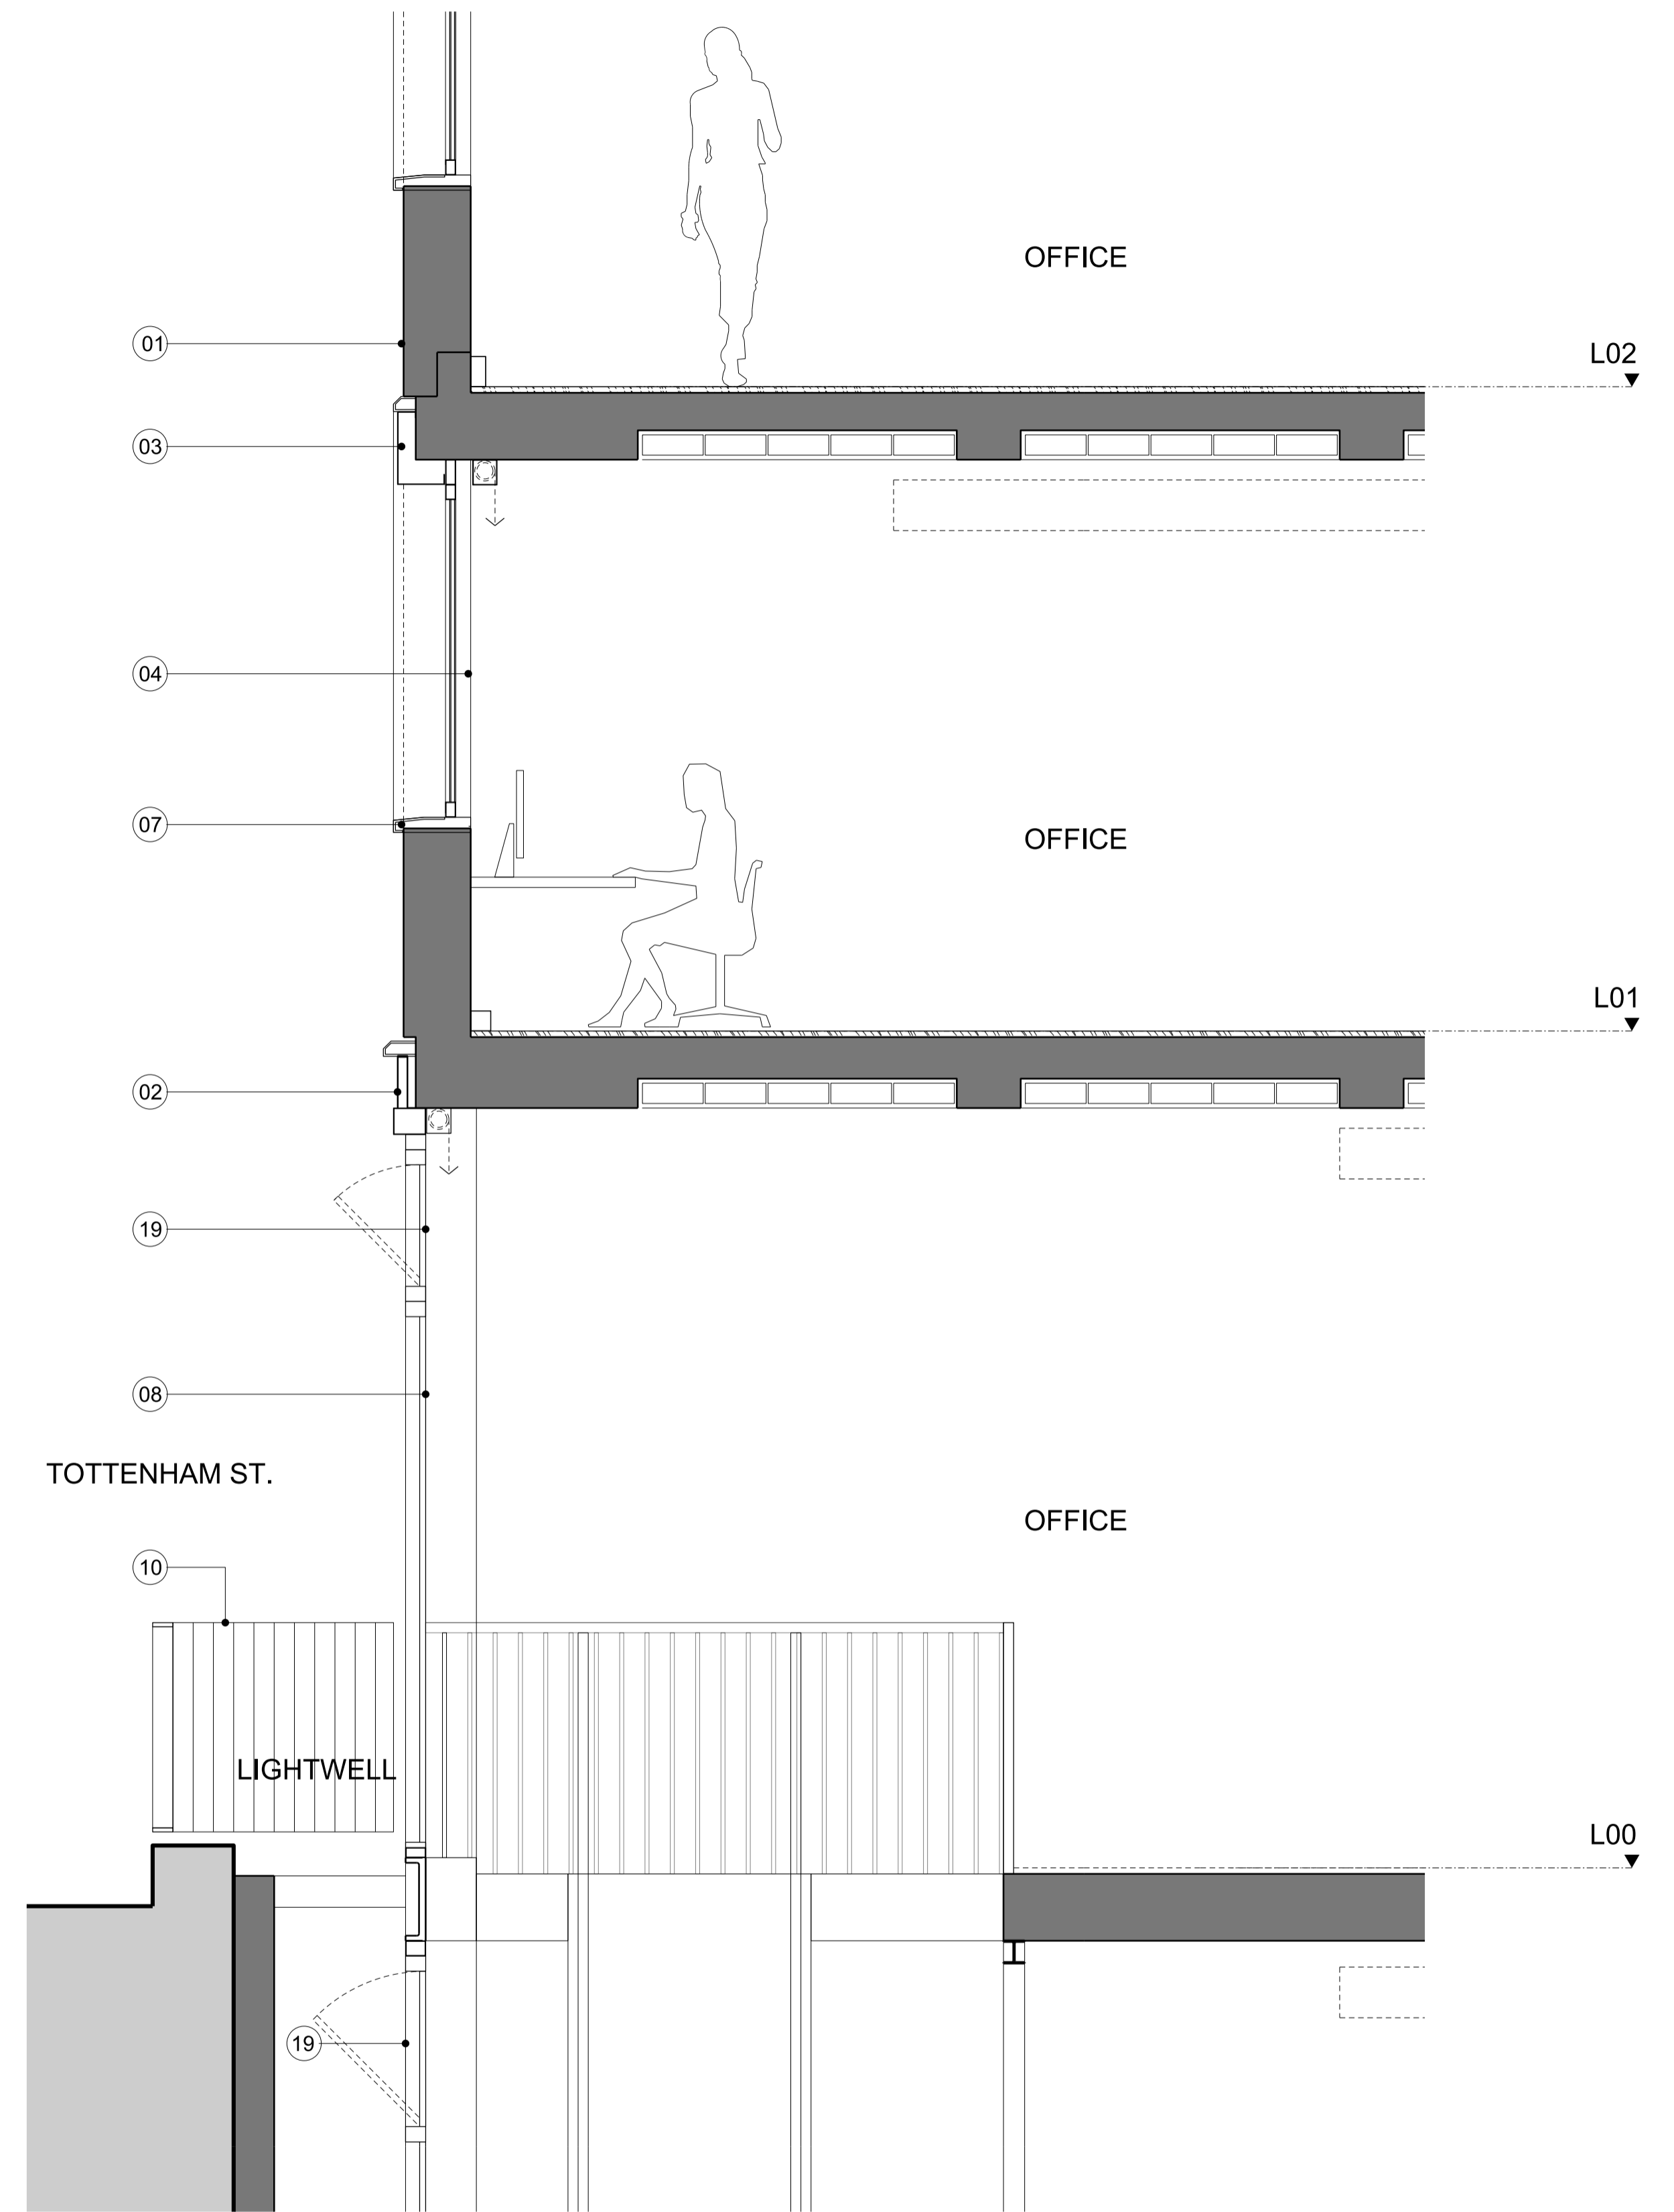 OFFICE
01
L02
03
04
07
OFFICE
L01
02
19
08
TOTTENHAM ST.
OFFICE
10
LIGHTWELL
L00
19